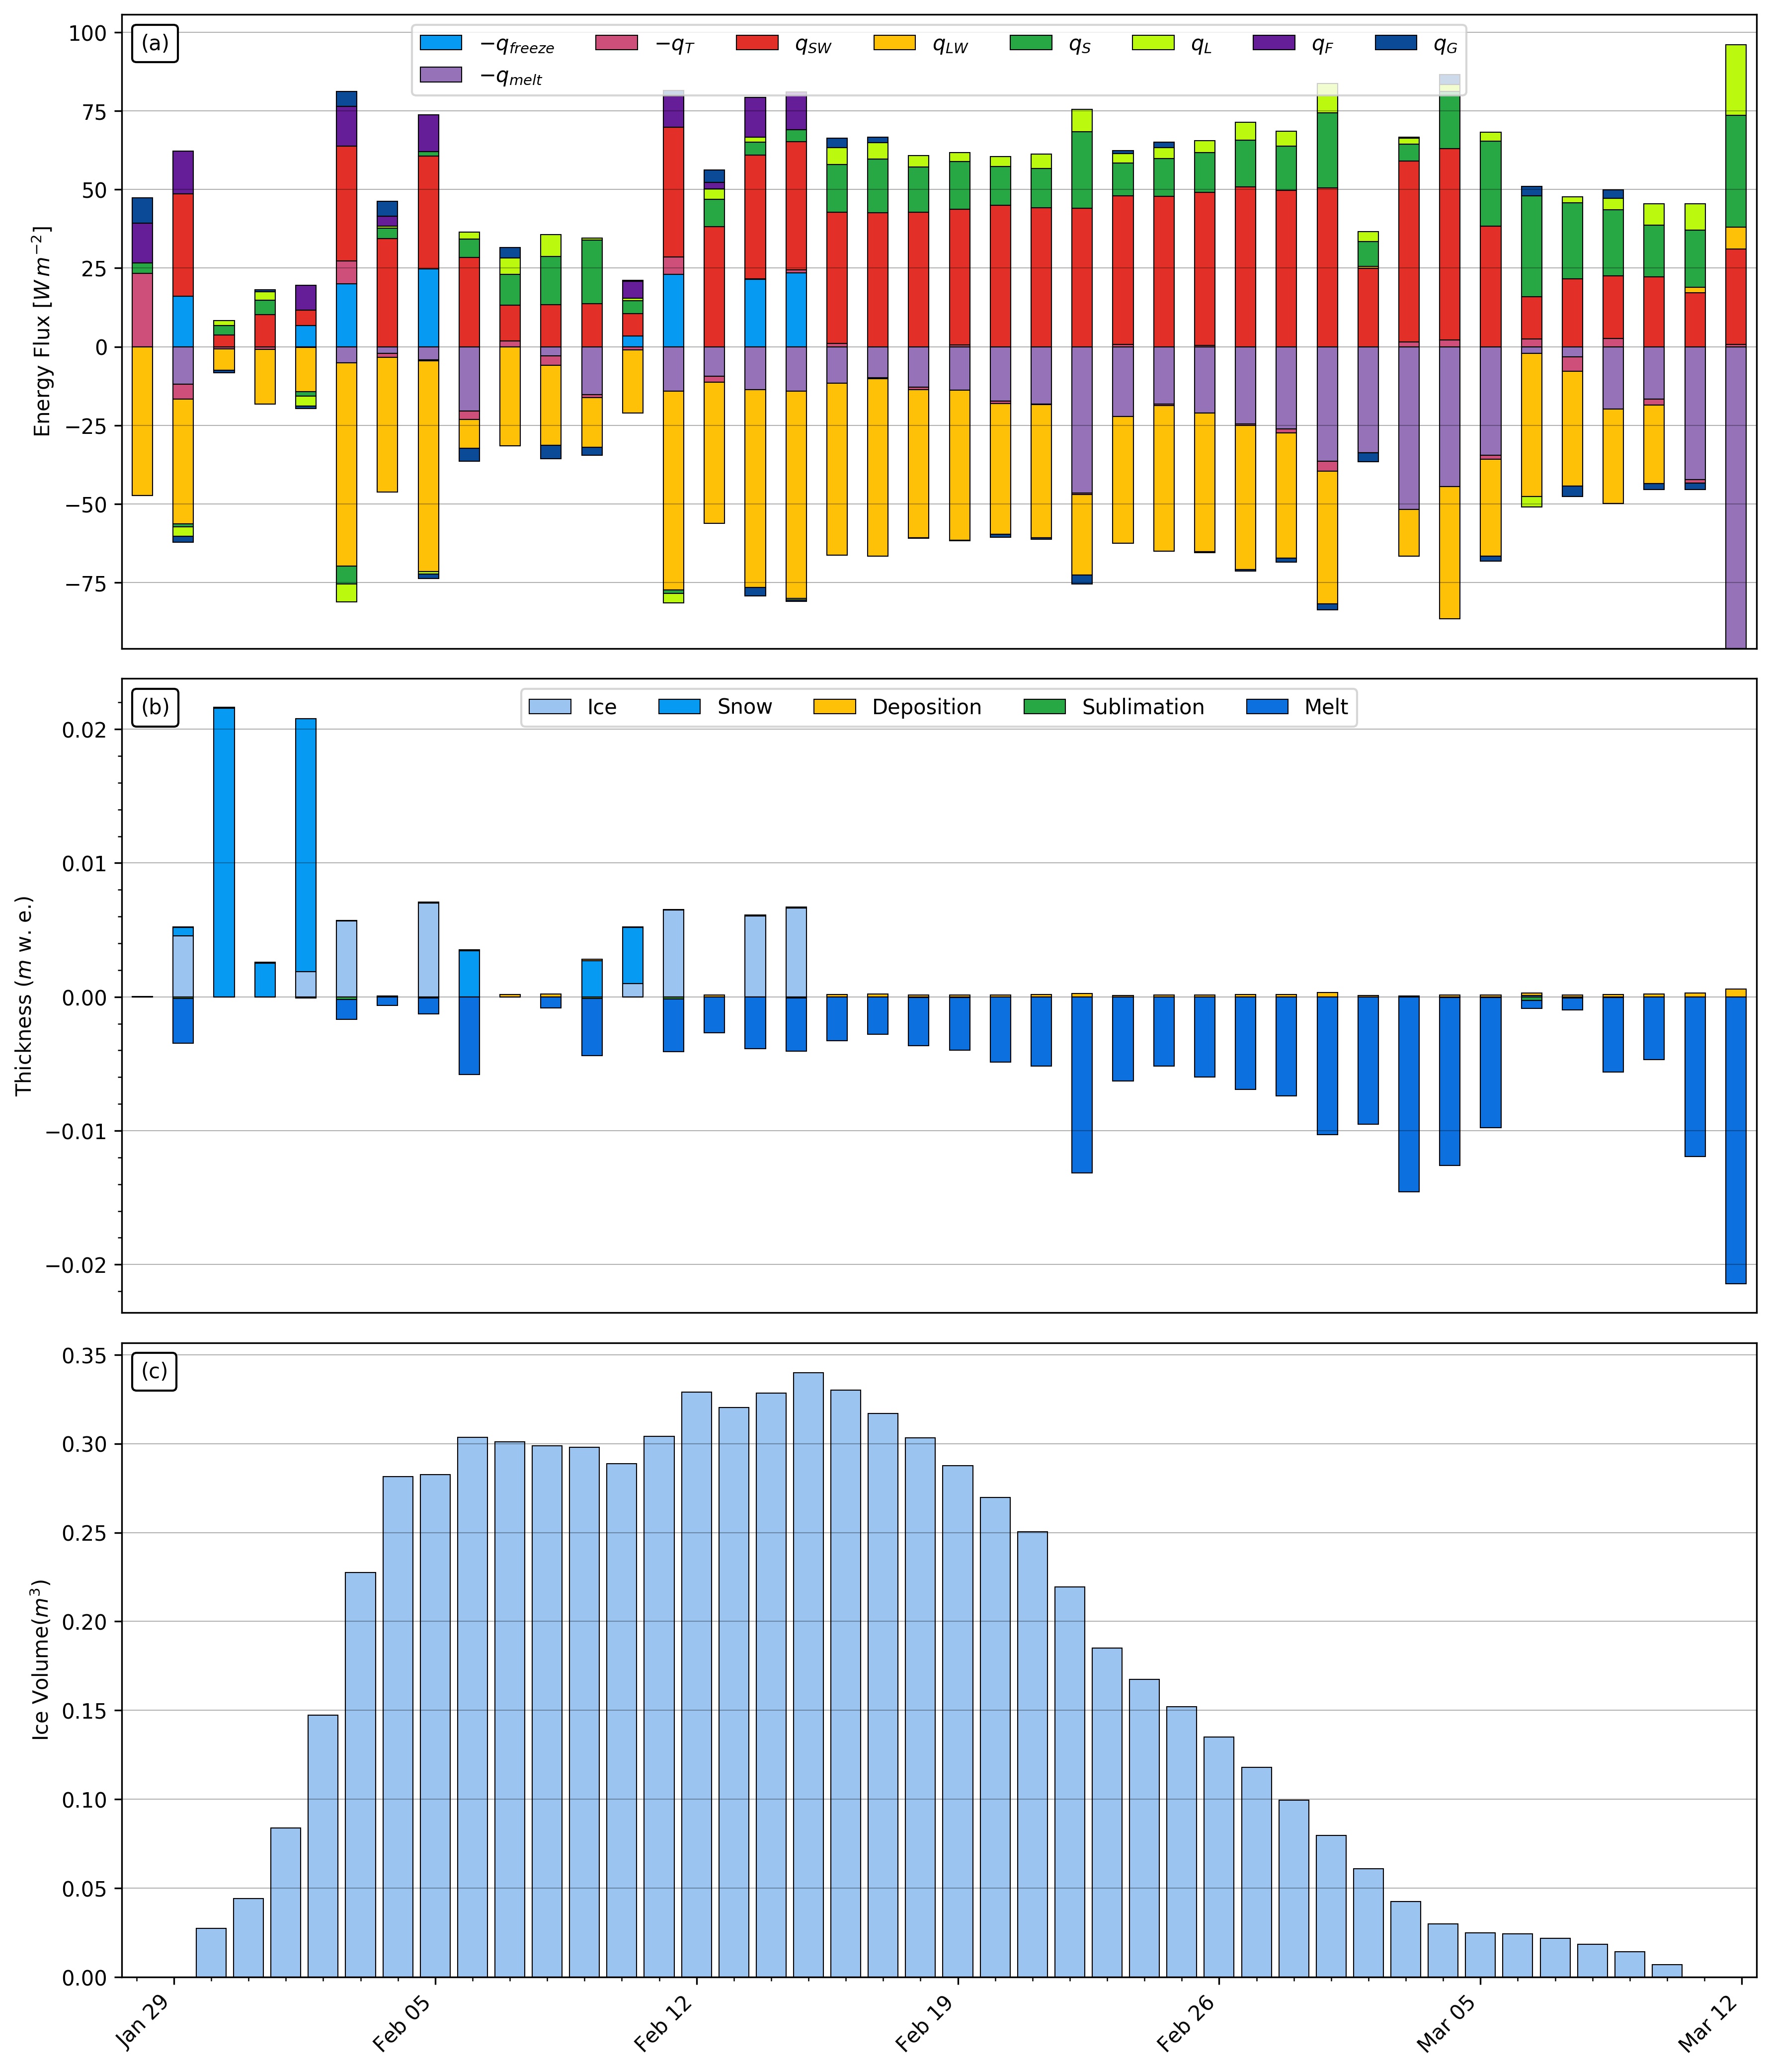 (a)
−q_freeze −q_T q_SW q_LW q_S q_L q_F q_G
−q_melt
100
75
50
25
0
−25
−50
−75
Energy Flux [W m⁻²]
(b)
Ice Snow Deposition Sublimation Melt
0.02
0.01
0.00
−0.01
−0.02
Thickness (m w. e.)
(c)
0.35
0.30
0.25
0.20
0.15
0.10
0.05
0.00
Ice Volume(m³)
Jan 29 Feb 05 Feb 12 Feb 19 Feb 26 Mar 05 Mar 12